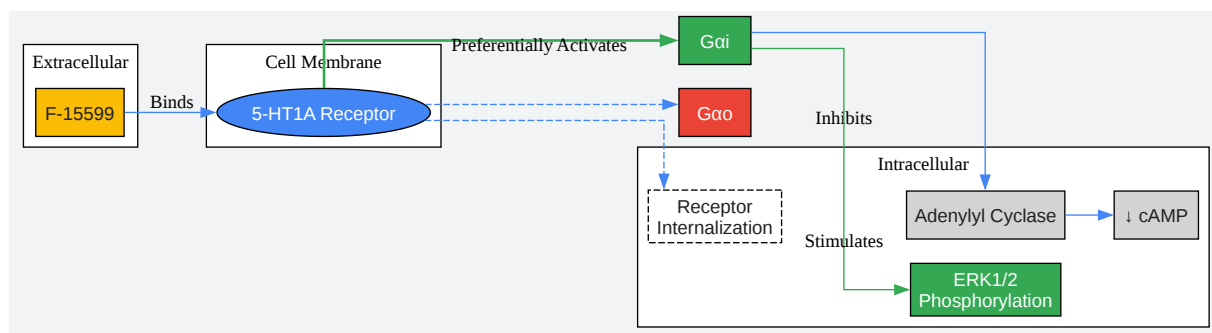 Extracellular
F-15599
Binds
Cell Membrane
5-HT1A Receptor
Preferentially Activates
Gαi
Gαo
Inhibits
Intracellular
Receptor
Internalization
Adenylyl Cyclase
↓ cAMP
Stimulates
ERK1/2
Phosphorylation